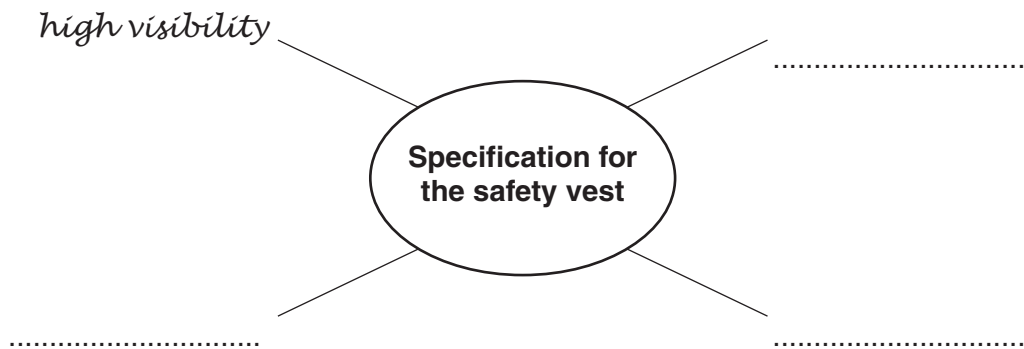 high visibility
..............................
Specification for
the safety vest
..............................
..............................